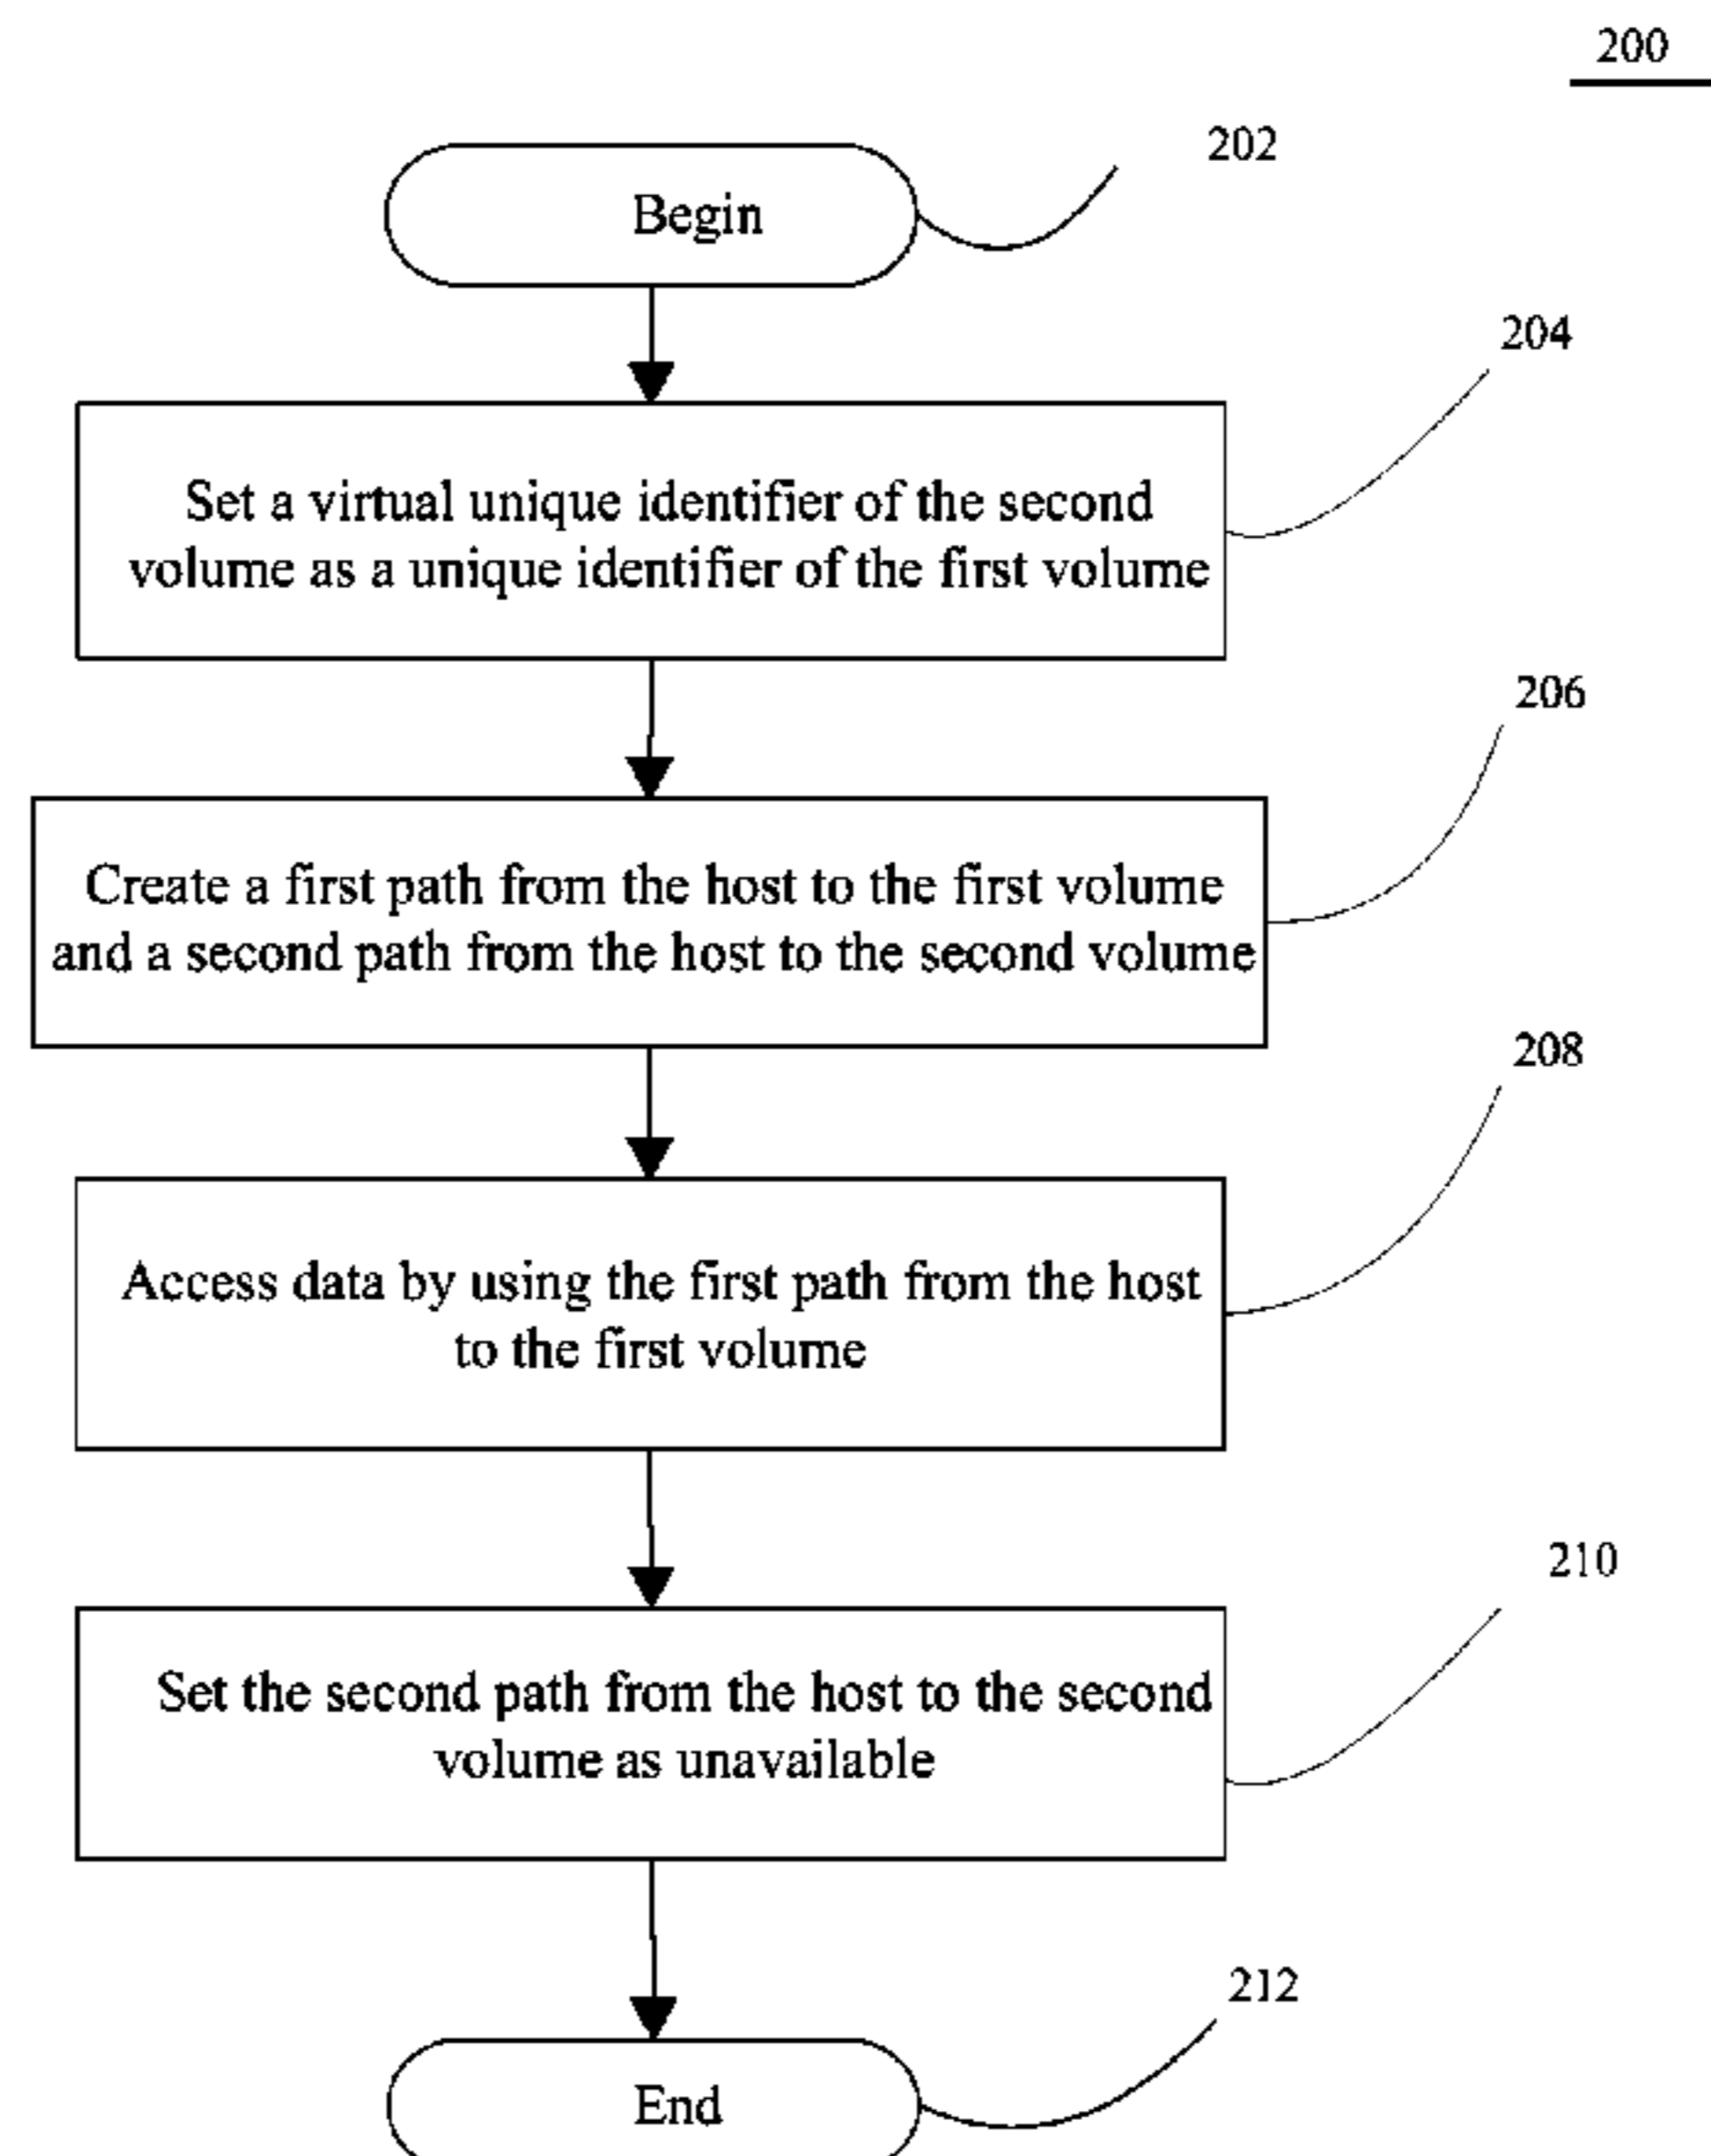 200
202
Begin
204
Set a virtual unique identifier of the second
volume as a unique identifier of the first volume
206
Create a first path from the host to the first volume
and a second path from the host to the second volume
208
Access data by using the first path from the host
to the first volume
210
Set the second path from the host to the second
volume as unavailable
212
End